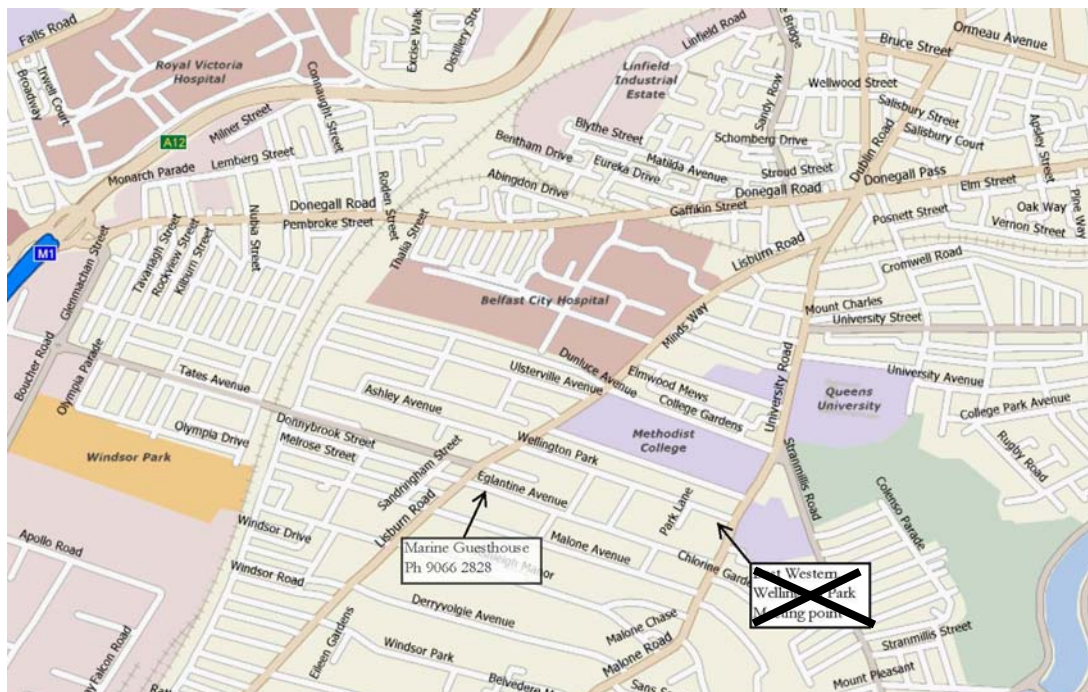 Falls Road
Irwell Court
Broadway
Royal Victoria
Hospital
Excise Walk
Distillery Street
Connaught Street
Milner Street
A12
Lemberg Street
Monarch Parade
Linfield Road
Linfield
Industrial
Estate
Sandy Row
Bridge
Bruce Street
Ormeau Avenue
Wellwood Street
Salisbury Street
Salisbury Court
Apsley Street
Blythe Street
Schomberg Drive
Bentham Drive
Eureka Drive
Matilda Avenue
Stroud Street
Dublin Road
Donegall Pass
Abingdon Drive
Donegall Road
Gaffikin Street
Elm Street
Oak Way
Pine Way
Posnett Street
Vernon Street
Donegall Road
Pembroke Street
Roden Street
Nubia Street
Thalia Street
M1
Glenmachan Street
Tavanagh Street
Rockview Street
Kilburn Street
Lisburn Road
Cromwell Road
Belfast City Hospital
Minds Way
Mount Charles
University Street
Boucher Road
Olympia Parade
Tates Avenue
Ashley Avenue
Ulsterville Avenue
Dunluce Avenue
Elmwood Mews
College Gardens
University Road
Queens
University
University Avenue
College Park Avenue
Rugby Road
Olympia Drive
Donnybrook Street
Melrose Street
Sandringham Street
Wellington Park
Methodist
College
Windsor Park
Stranmillis Road
Colenso Parade
Eglantine Avenue
Park Lane
Lisburn Road
Windsor Drive
Malone Avenue
Apollo Road
Marine Guesthouse
Ph 9066 2828
Windsor Road
Western
Park
point
Derryvolgie Avenue
Malone Chase
Stranmillis Street
Malone Road
Eileen Gardens
Windsor Park
Falcon Road
Mount Pleasant